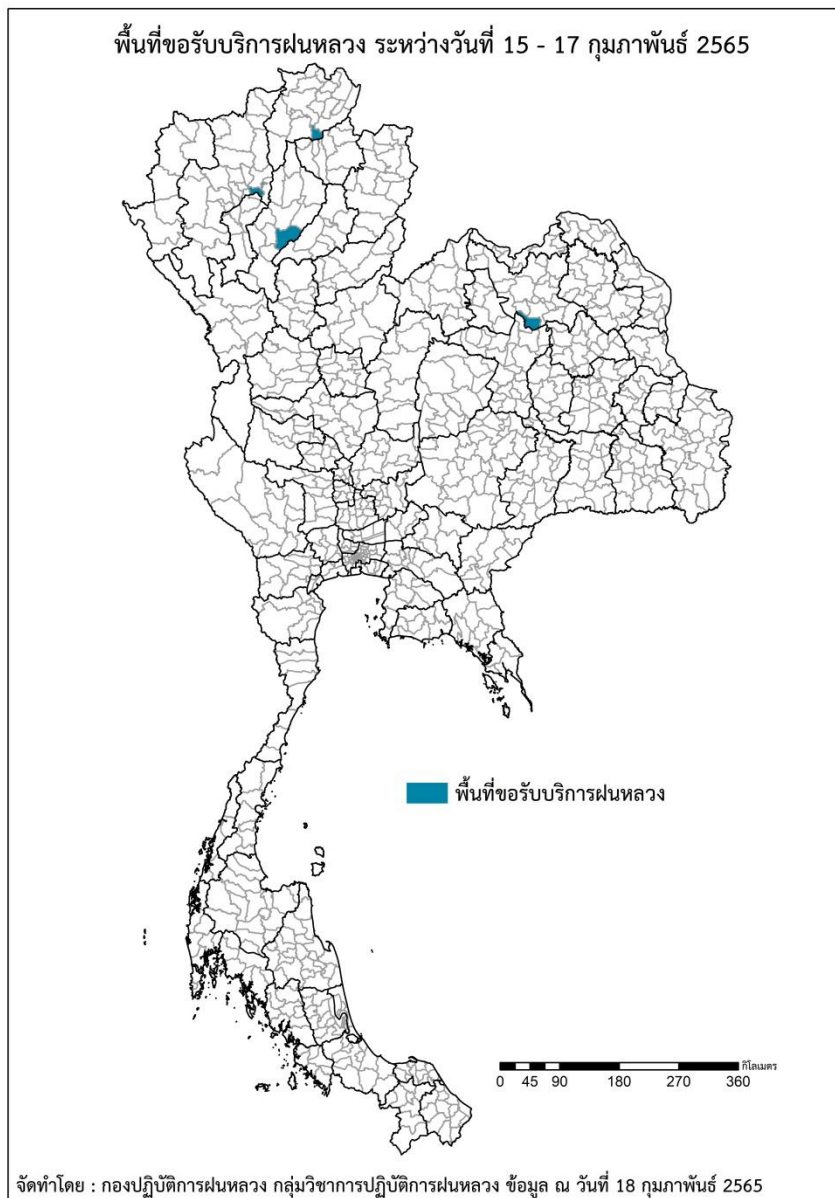 พื้นที่ขอรับบริการฝนหลวง ระหว่างวันที่ 15 - 17 กุมภาพันธ์ 2565
พื้นที่ขอรับบริการฝนหลวง
กิโลเมตร
0 45 90 180 270 360
จัดทำโดย : กองปฏิบัติการฝนหลวง กลุ่มวิชาการปฏิบัติการฝนหลวง ข้อมูล ณ วันที่ 18 กุมภาพันธ์ 2565